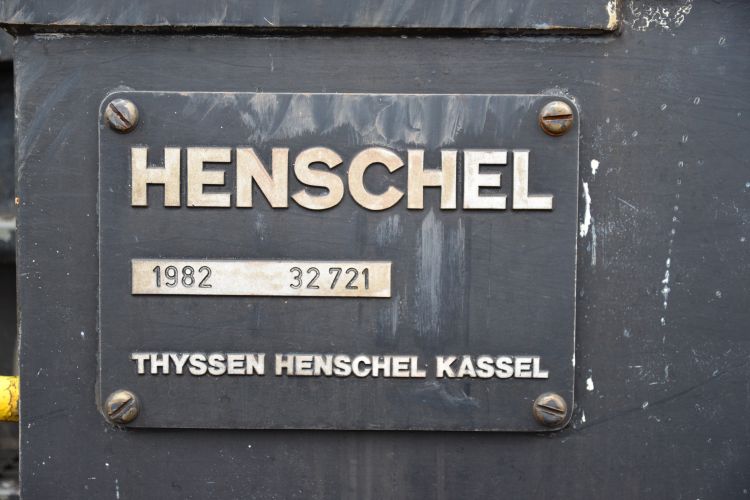 HENSCHEL
1982 32 721
THYSSEN HENSCHEL KASSEL